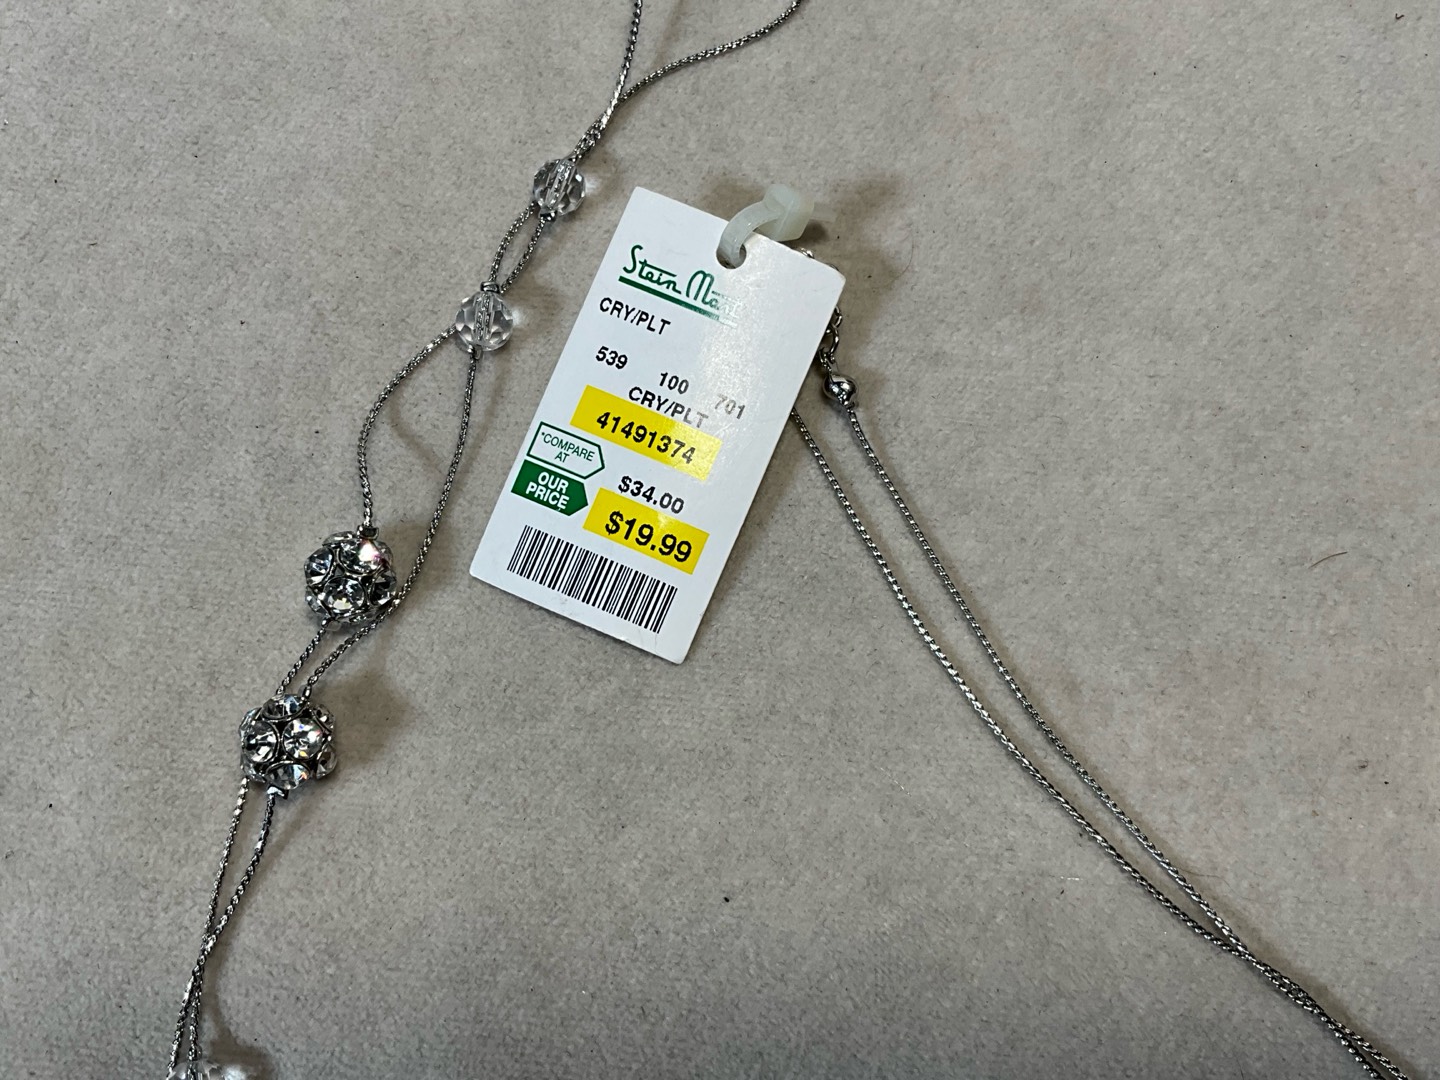 Stein Mart
CRY/PLT
539 100 701
CRY/PLT
41491374
*COMPARE
AT
$34.00
OUR
PRICE
$19.99